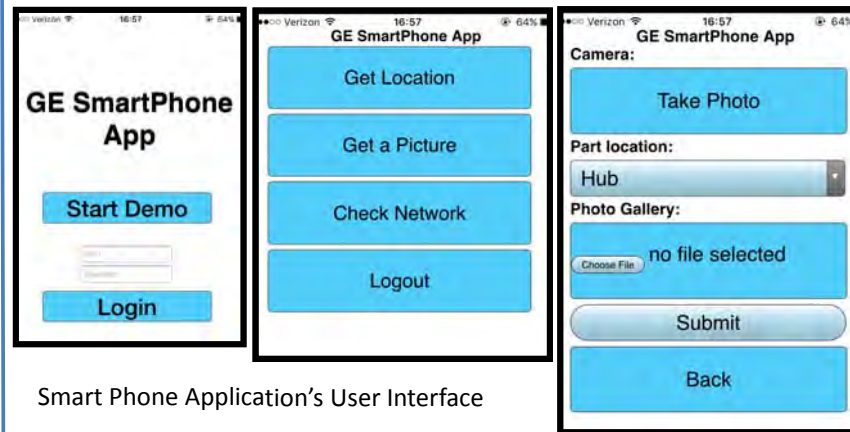 Verizon 16:57 64%
GE SmartPhone
App
Start Demo
Login
Verizon 16:57 64%
GE SmartPhone App
Get Location
Get a Picture
Check Network
Logout
Verizon 16:57 64%
GE SmartPhone App
Camera:
Take Photo
Part location:
Hub
Photo Gallery:
Choose File no file selected
Submit
Back
Smart Phone Application's User Interface